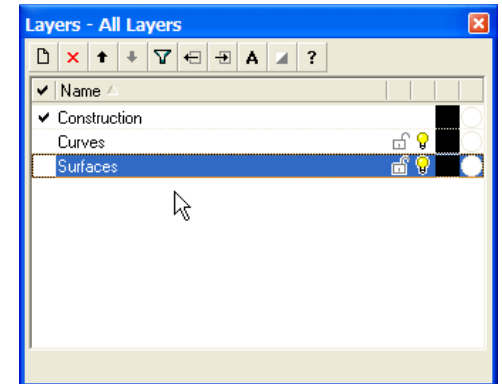 Layers - All Layers
A ?
Name
Construction
Curves
Surfaces